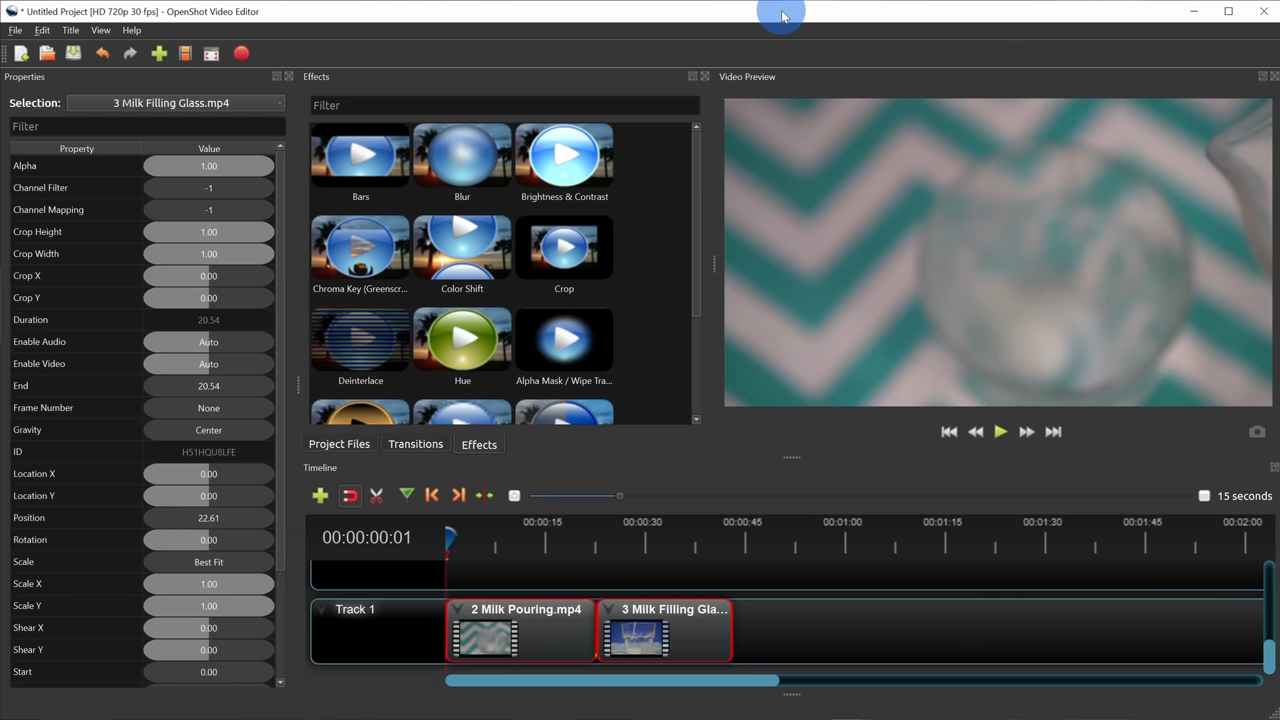 * Untitled Project [HD 720p 30 fps] - OpenShot Video Editor
File Edit Title View Help
Properties
Selection: 3 Milk Filling Glass.mp4
Filter
Property Value
Alpha 1.00
Channel Filter -1
Channel Mapping -1
Crop Height 1.00
Crop Width 1.00
Crop X 0.00
Crop Y 0.00
Duration 20.54
Enable Audio Auto
Enable Video Auto
End 20.54
Frame Number None
Gravity Center
ID H51HQU8LFE
Location X 0.00
Location Y 0.00
Position 22.61
Rotation 0.00
Scale Best Fit
Scale X 1.00
Scale Y 1.00
Shear X 0.00
Shear Y 0.00
Start 0.00
Effects
Filter
Bars Blur Brightness & Contrast
Chroma Key (Greenscr... Color Shift Crop
Deinterlace Hue Alpha Mask / Wipe Tra...
Project Files Transitions Effects
Video Preview
Timeline
15 seconds
00:00:00:01
00:00:15 00:00:30 00:00:45 00:01:00 00:01:15 00:01:30 00:01:45 00:02:00
Track 1
2 Milk Pouring.mp4
3 Milk Filling Gla...